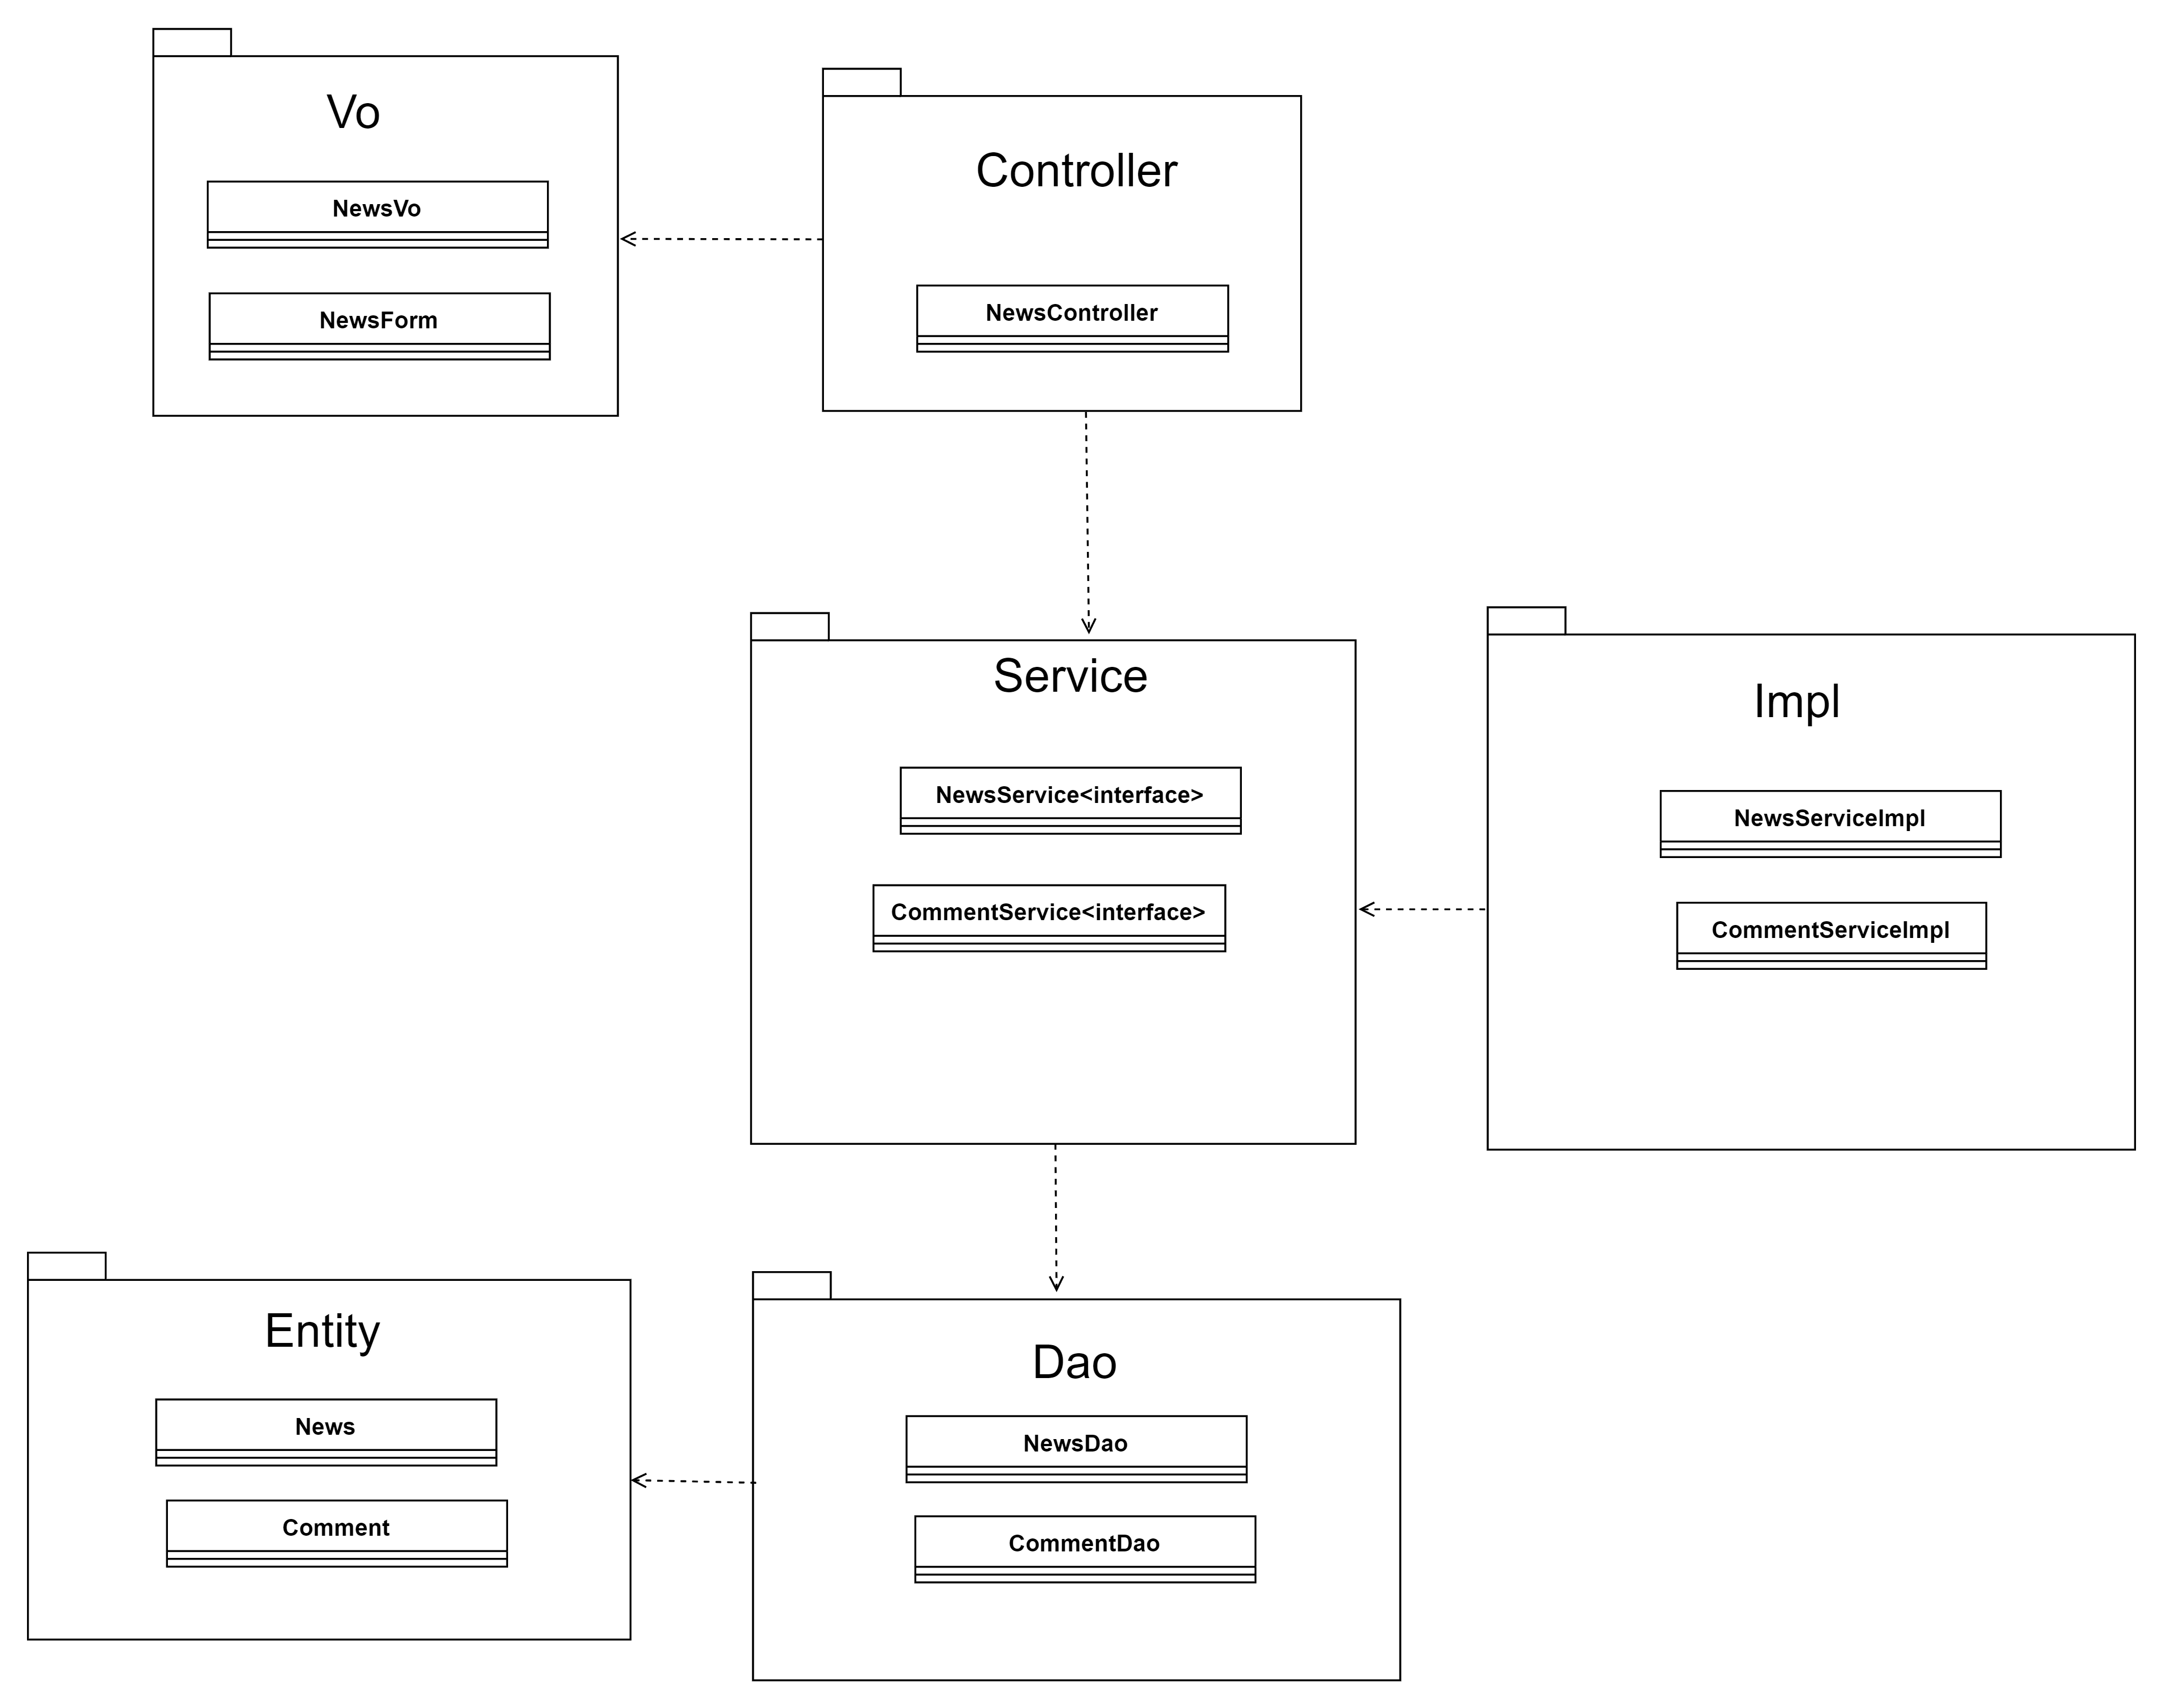 Vo
NewsVo
NewsForm
Controller
NewsController
Service
NewsService<interface>
CommentService<interface>
Impl
NewsServiceImpl
CommentServiceImpl
Entity
News
Comment
Dao
NewsDao
CommentDao